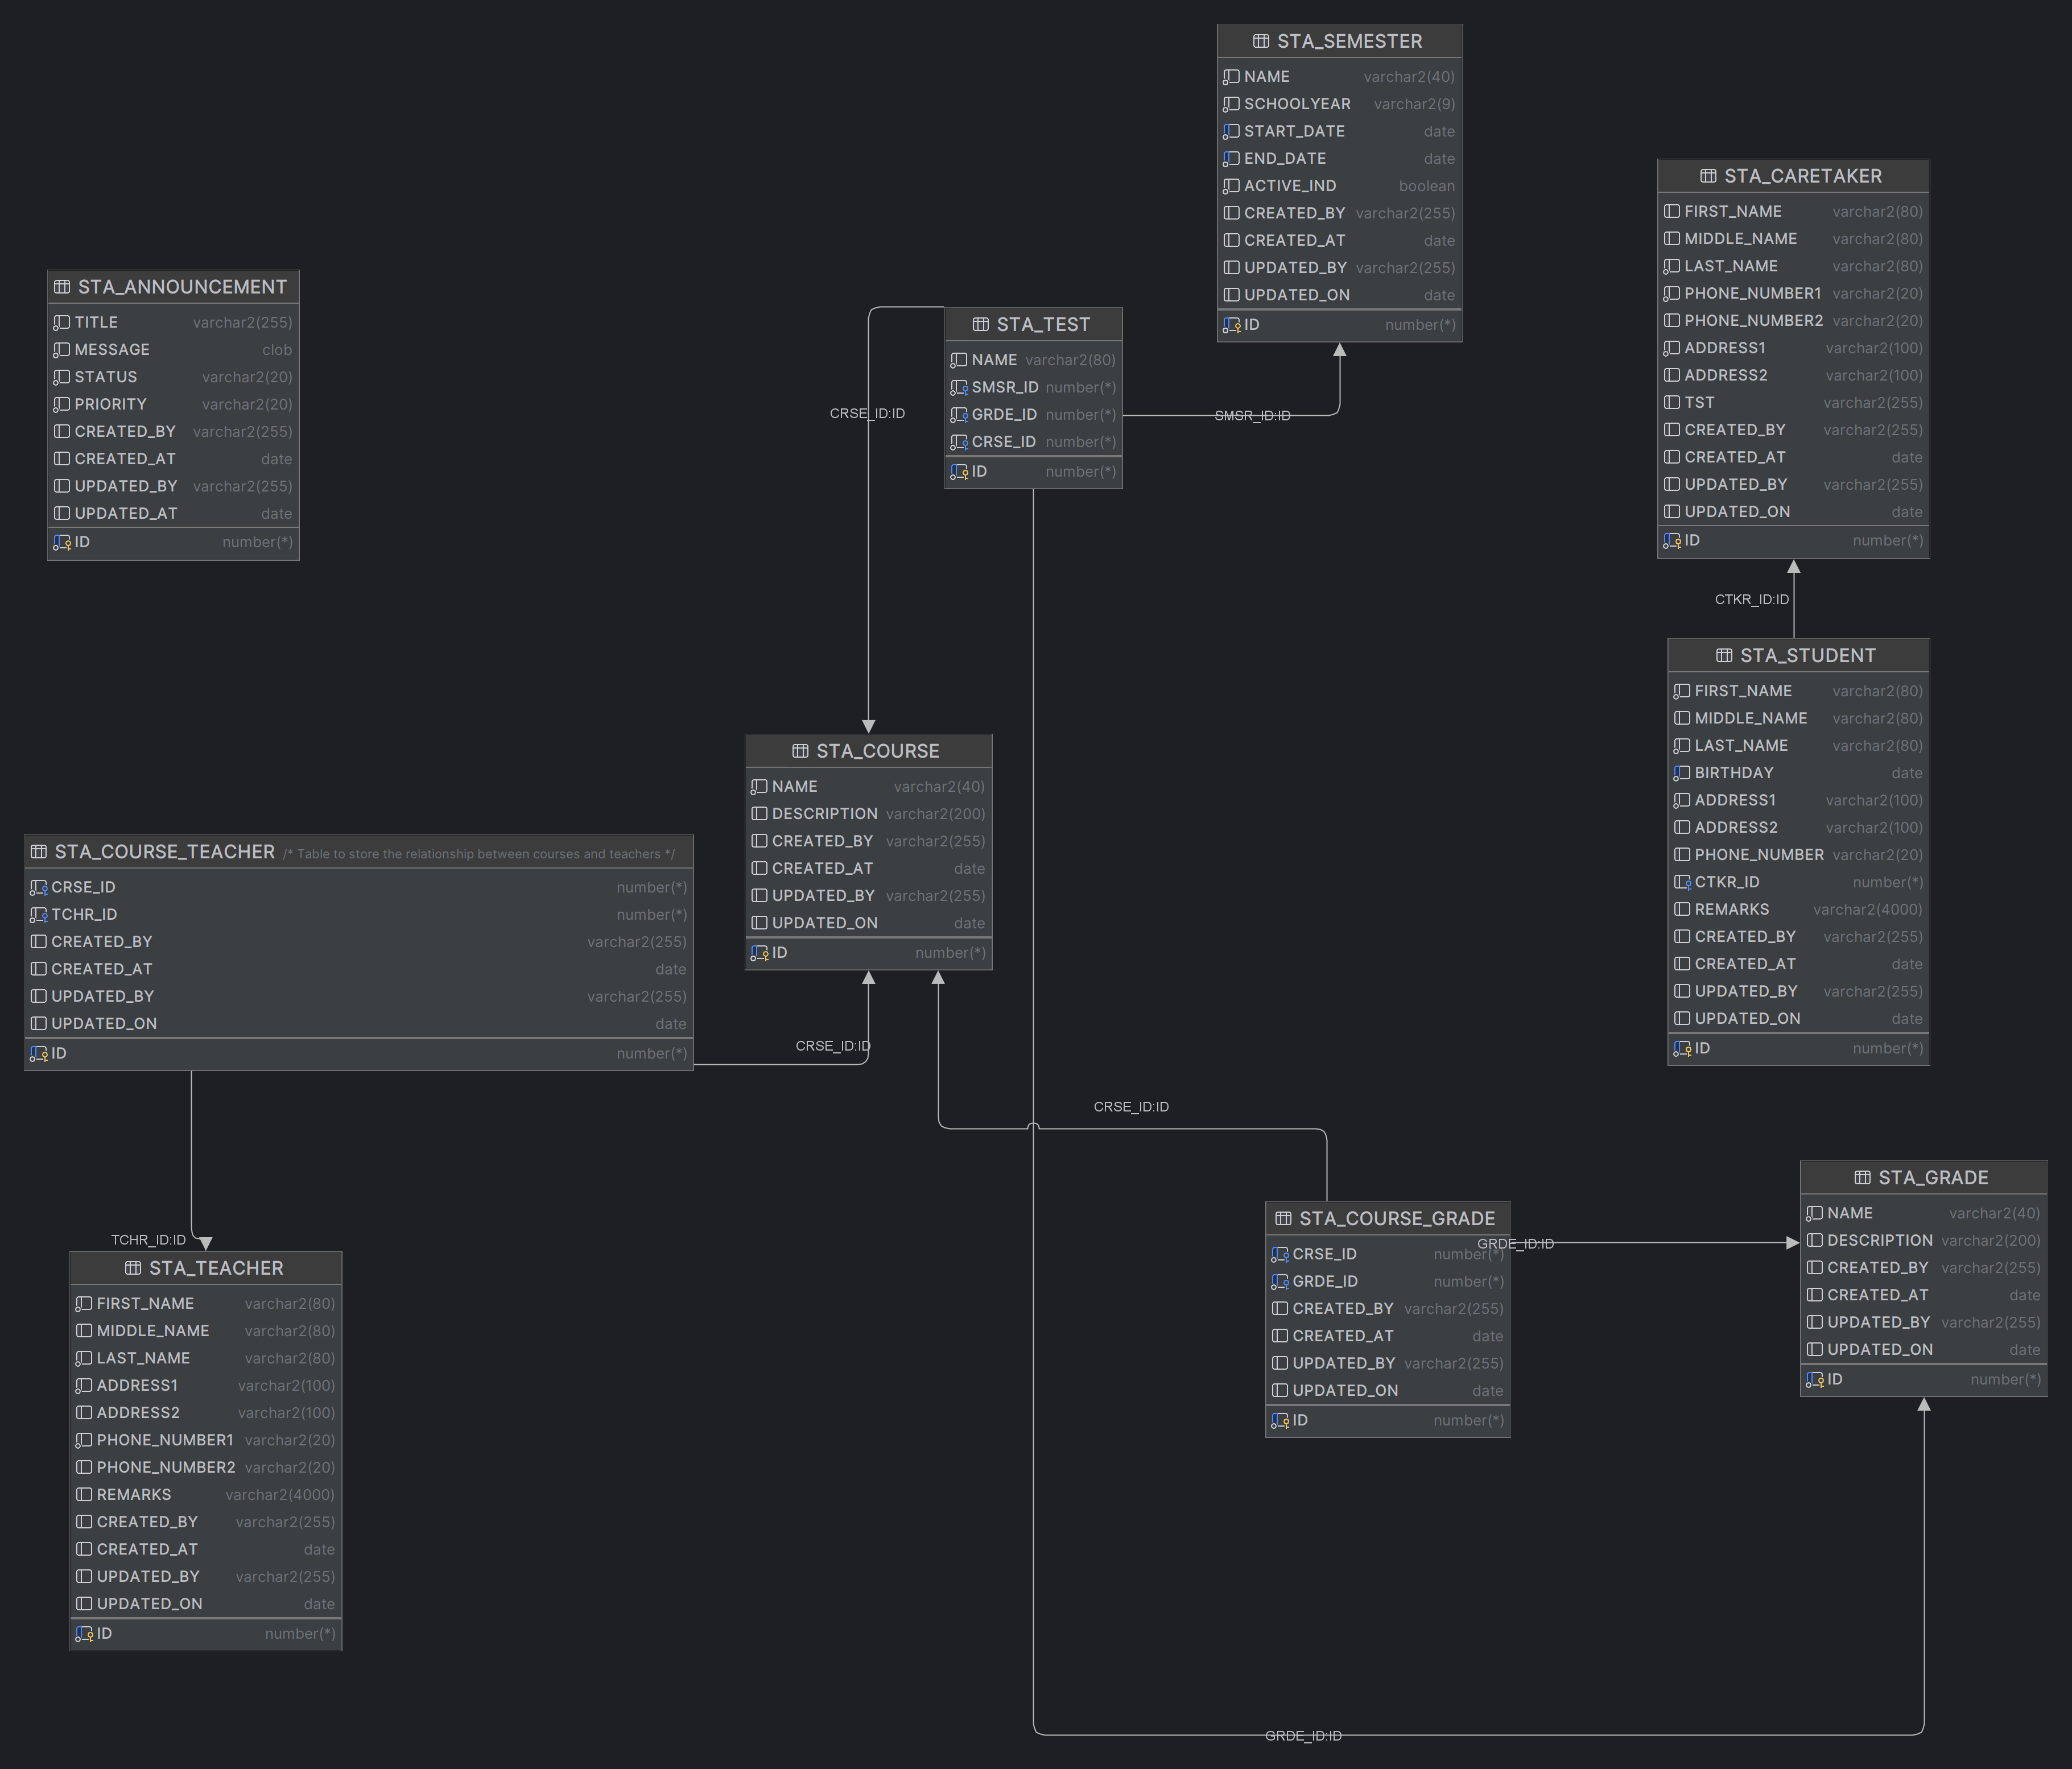 STA_SEMESTER
NAME varchar2(40)
SCHOOLYEAR varchar2(9)
START_DATE date
END_DATE date
ACTIVE_IND boolean
CREATED_BY varchar2(255)
CREATED_AT date
UPDATED_BY varchar2(255)
UPDATED_ON date
ID number(*)
STA_CARETAKER
FIRST_NAME varchar2(80)
MIDDLE_NAME varchar2(80)
LAST_NAME varchar2(80)
PHONE_NUMBER1 varchar2(20)
PHONE_NUMBER2 varchar2(20)
ADDRESS1 varchar2(100)
ADDRESS2 varchar2(100)
TST varchar2(255)
CREATED_BY varchar2(255)
CREATED_AT date
UPDATED_BY varchar2(255)
UPDATED_ON date
ID number(*)
STA_ANNOUNCEMENT
TITLE varchar2(255)
MESSAGE clob
STATUS varchar2(20)
PRIORITY varchar2(20)
CREATED_BY varchar2(255)
CREATED_AT date
UPDATED_BY varchar2(255)
UPDATED_AT date
ID number(*)
STA_TEST
NAME varchar2(80)
SMSR_ID number(*)
GRDE_ID number(*)
CRSE_ID number(*)
ID number(*)
CRSE_ID:ID
SMSR_ID:ID
CTKR_ID:ID
STA_STUDENT
FIRST_NAME varchar2(80)
MIDDLE_NAME varchar2(80)
LAST_NAME varchar2(80)
BIRTHDAY date
ADDRESS1 varchar2(100)
ADDRESS2 varchar2(100)
PHONE_NUMBER varchar2(20)
CTKR_ID number(*)
REMARKS varchar2(4000)
CREATED_BY varchar2(255)
CREATED_AT date
UPDATED_BY varchar2(255)
UPDATED_ON date
ID number(*)
STA_COURSE
NAME varchar2(40)
DESCRIPTION varchar2(200)
CREATED_BY varchar2(255)
CREATED_AT date
UPDATED_BY varchar2(255)
UPDATED_ON date
ID number(*)
STA_COURSE_TEACHER /* Table to store the relationship between courses and teachers */
CRSE_ID number(*)
TCHR_ID number(*)
CREATED_BY varchar2(255)
CREATED_AT date
UPDATED_BY varchar2(255)
UPDATED_ON date
ID number(*)
CRSE_ID:ID
CRSE_ID:ID
TCHR_ID:ID
STA_TEACHER
FIRST_NAME varchar2(80)
MIDDLE_NAME varchar2(80)
LAST_NAME varchar2(80)
ADDRESS1 varchar2(100)
ADDRESS2 varchar2(100)
PHONE_NUMBER1 varchar2(20)
PHONE_NUMBER2 varchar2(20)
REMARKS varchar2(4000)
CREATED_BY varchar2(255)
CREATED_AT date
UPDATED_BY varchar2(255)
UPDATED_ON date
ID number(*)
STA_COURSE_GRADE
CRSE_ID number(*)
GRDE_ID number(*)
CREATED_BY varchar2(255)
CREATED_AT date
UPDATED_BY varchar2(255)
UPDATED_ON date
ID number(*)
GRDE_ID:ID
STA_GRADE
NAME varchar2(40)
DESCRIPTION varchar2(200)
CREATED_BY varchar2(255)
CREATED_AT date
UPDATED_BY varchar2(255)
UPDATED_ON date
ID number(*)
GRDE_ID:ID